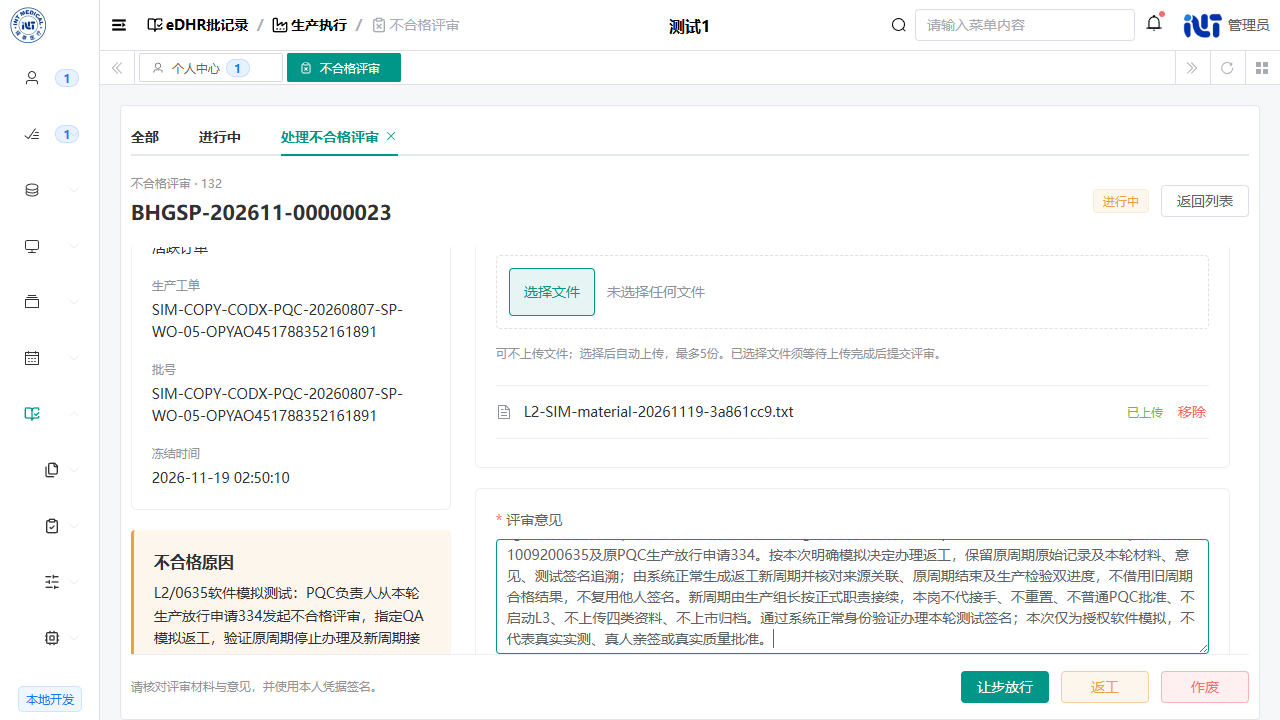 eDHR批记录 / 生产执行 / 不合格评审
测试1
请输入菜单内容
管理员
1
1
个人中心 1
不合格评审
全部
进行中
处理不合格评审
不合格评审 · 132
BHGSP-202611-00000023
进行中
返回列表
活跃订单
生产工单
SIM-COPY-CODX-PQC-20260807-SP-
WO-05-OPYAO451788352161891
批号
SIM-COPY-CODX-PQC-20260807-SP-
WO-05-OPYAO451788352161891
冻结时间
2026-11-19 02:50:10
不合格原因
L2/0635软件模拟测试：PQC负责人从本轮
生产放行申请334发起不合格评审，指定QA
模拟返工，验证原周期停止办理及新周期接
选择文件
未选择任何文件
可不上传文件；选择后自动上传，最多5份。已选择文件须等待上传完成后提交评审。
L2-SIM-material-20261119-3a861cc9.txt
已上传
移除
* 评审意见
1009200635及原PQC生产放行申请334。按本次明确模拟决定办理返工，保留原周期原始记录及本轮材料、意
见、测试签名追溯；由系统正常生成返工新周期并核对来源关联、原周期结束及生产检验双进度，不借用旧周期
合格结果，不复用他人签名。新周期由生产组长按正式职责接续，本岗不代接手、不重置、不普通PQC批准、不
启动L3、不上传四类资料、不上市归档。通过系统正常身份验证办理本轮测试签名；本次仅为授权软件模拟，不
代表真实实测、真人亲签或真实质量批准。
请核对评审材料与意见，并使用本人凭据签名。
让步放行
返工
作废
本地开发